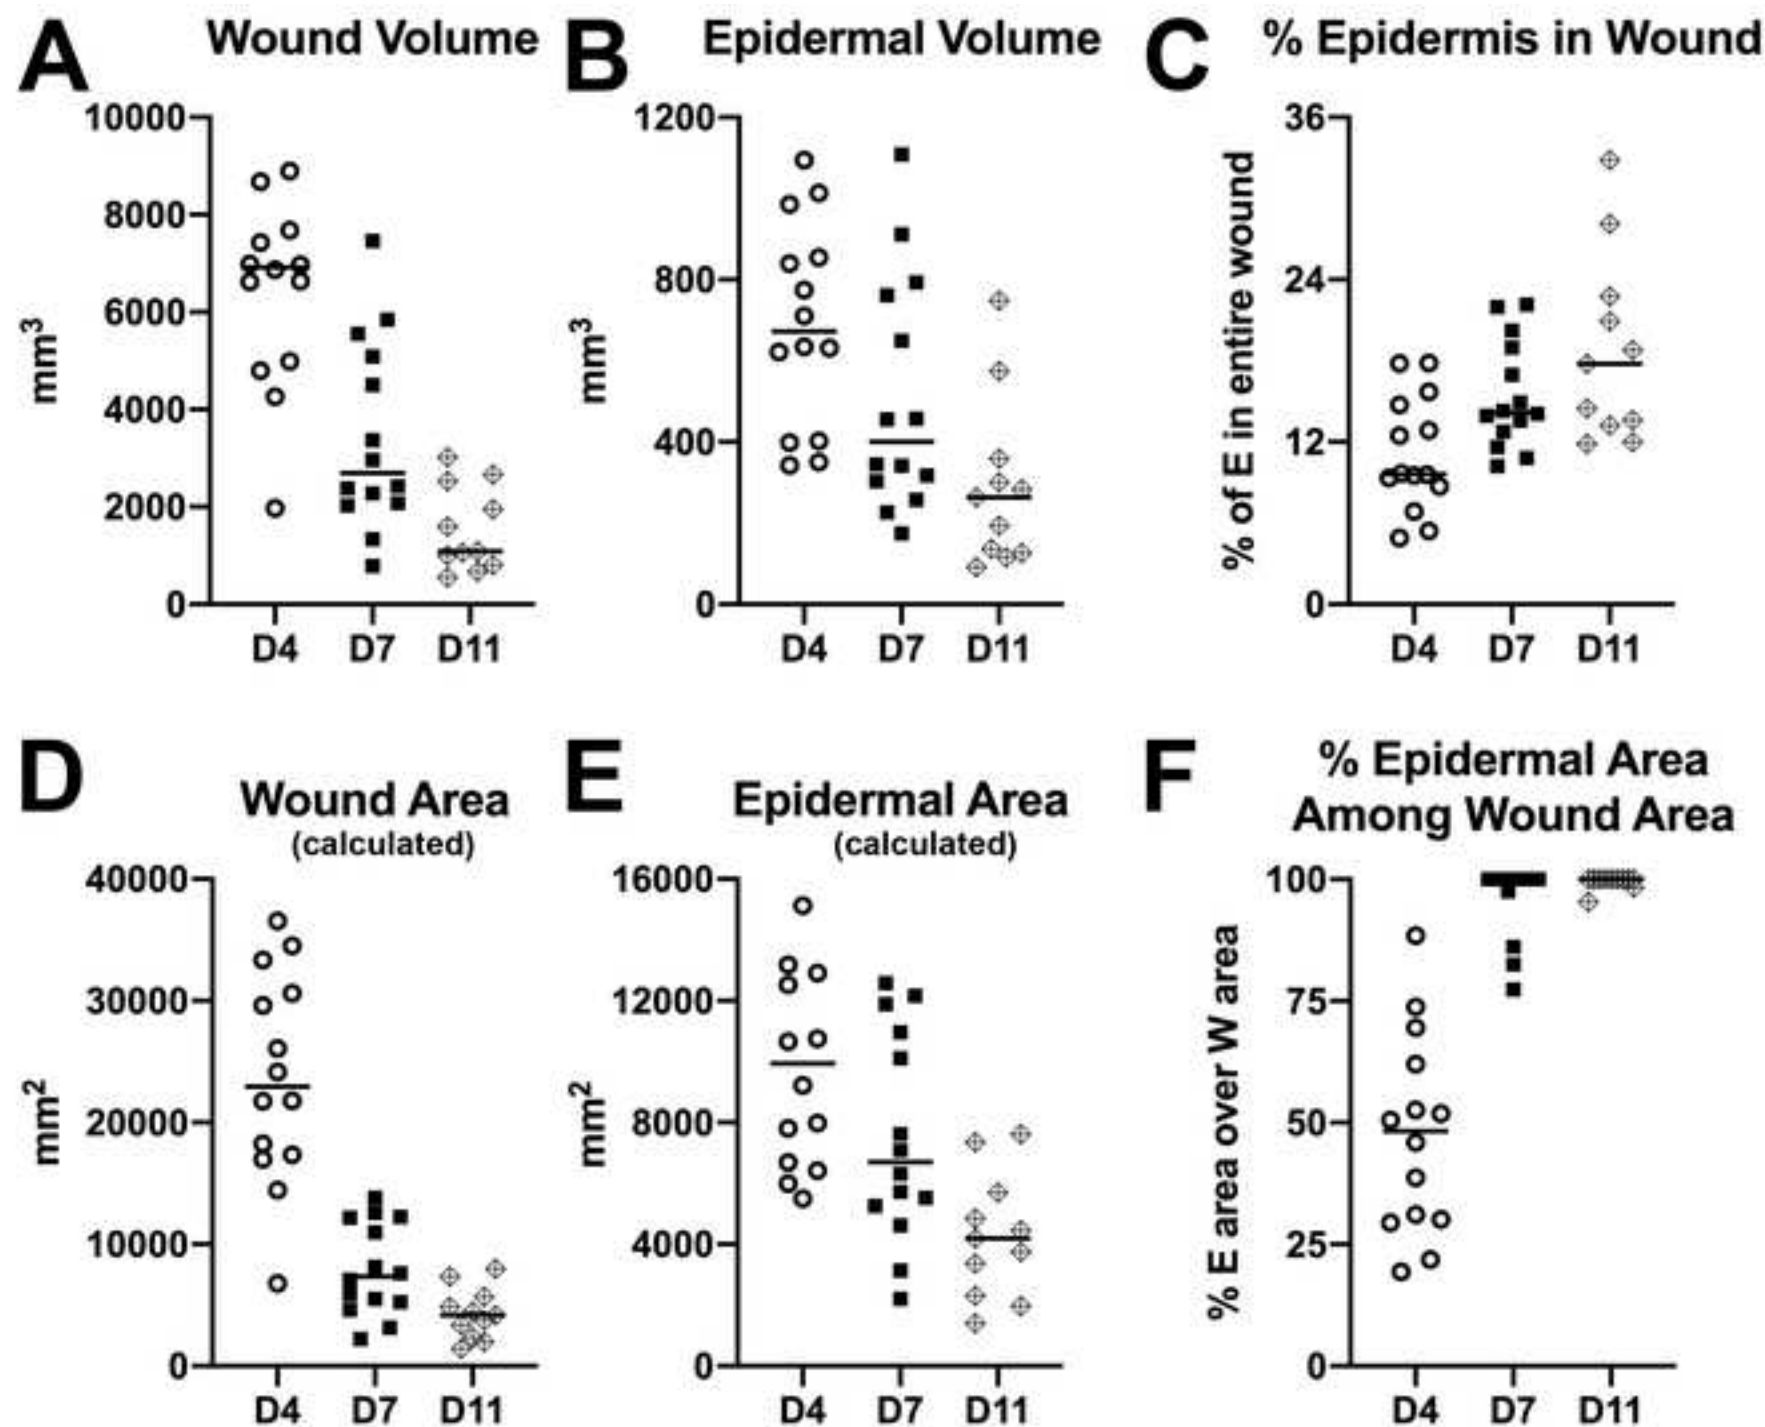 A Wound Volume
mm³
10000
8000
6000
4000
2000
0
D4 D7 D11
B Epidermal Volume
mm³
1200
800
400
0
D4 D7 D11
C % Epidermis in Wound
% of E in entire wound
36
24
12
0
D4 D7 D11
D Wound Area
(calculated)
mm²
40000
30000
20000
10000
0
D4 D7 D11
E Epidermal Area
(calculated)
mm²
16000
12000
8000
4000
0
D4 D7 D11
F % Epidermal Area
Among Wound Area
% E area over W area
100
75
50
25
0
D4 D7 D11